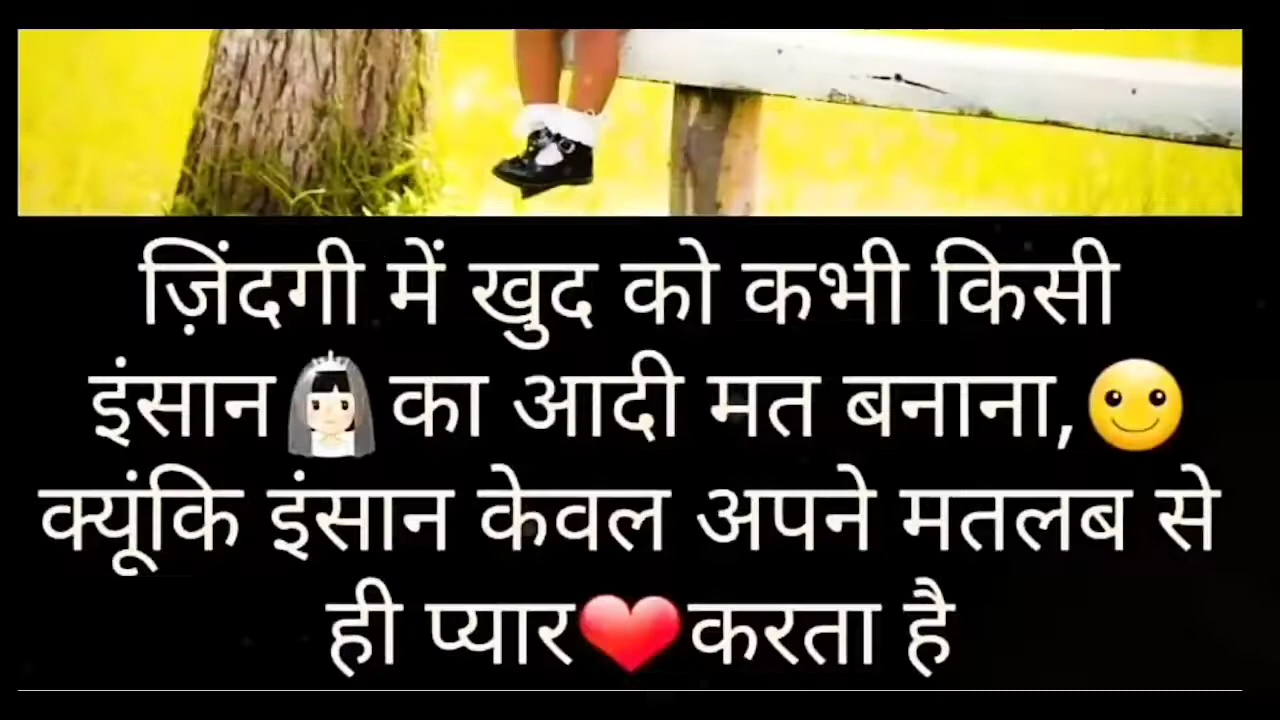 ज़िंदगी में खुद को कभी किसी
इंसान👰🏻का आदी मत बनाना,🙂
क्यूंकि इंसान केवल अपने मतलब से
ही प्यार❤️करता है